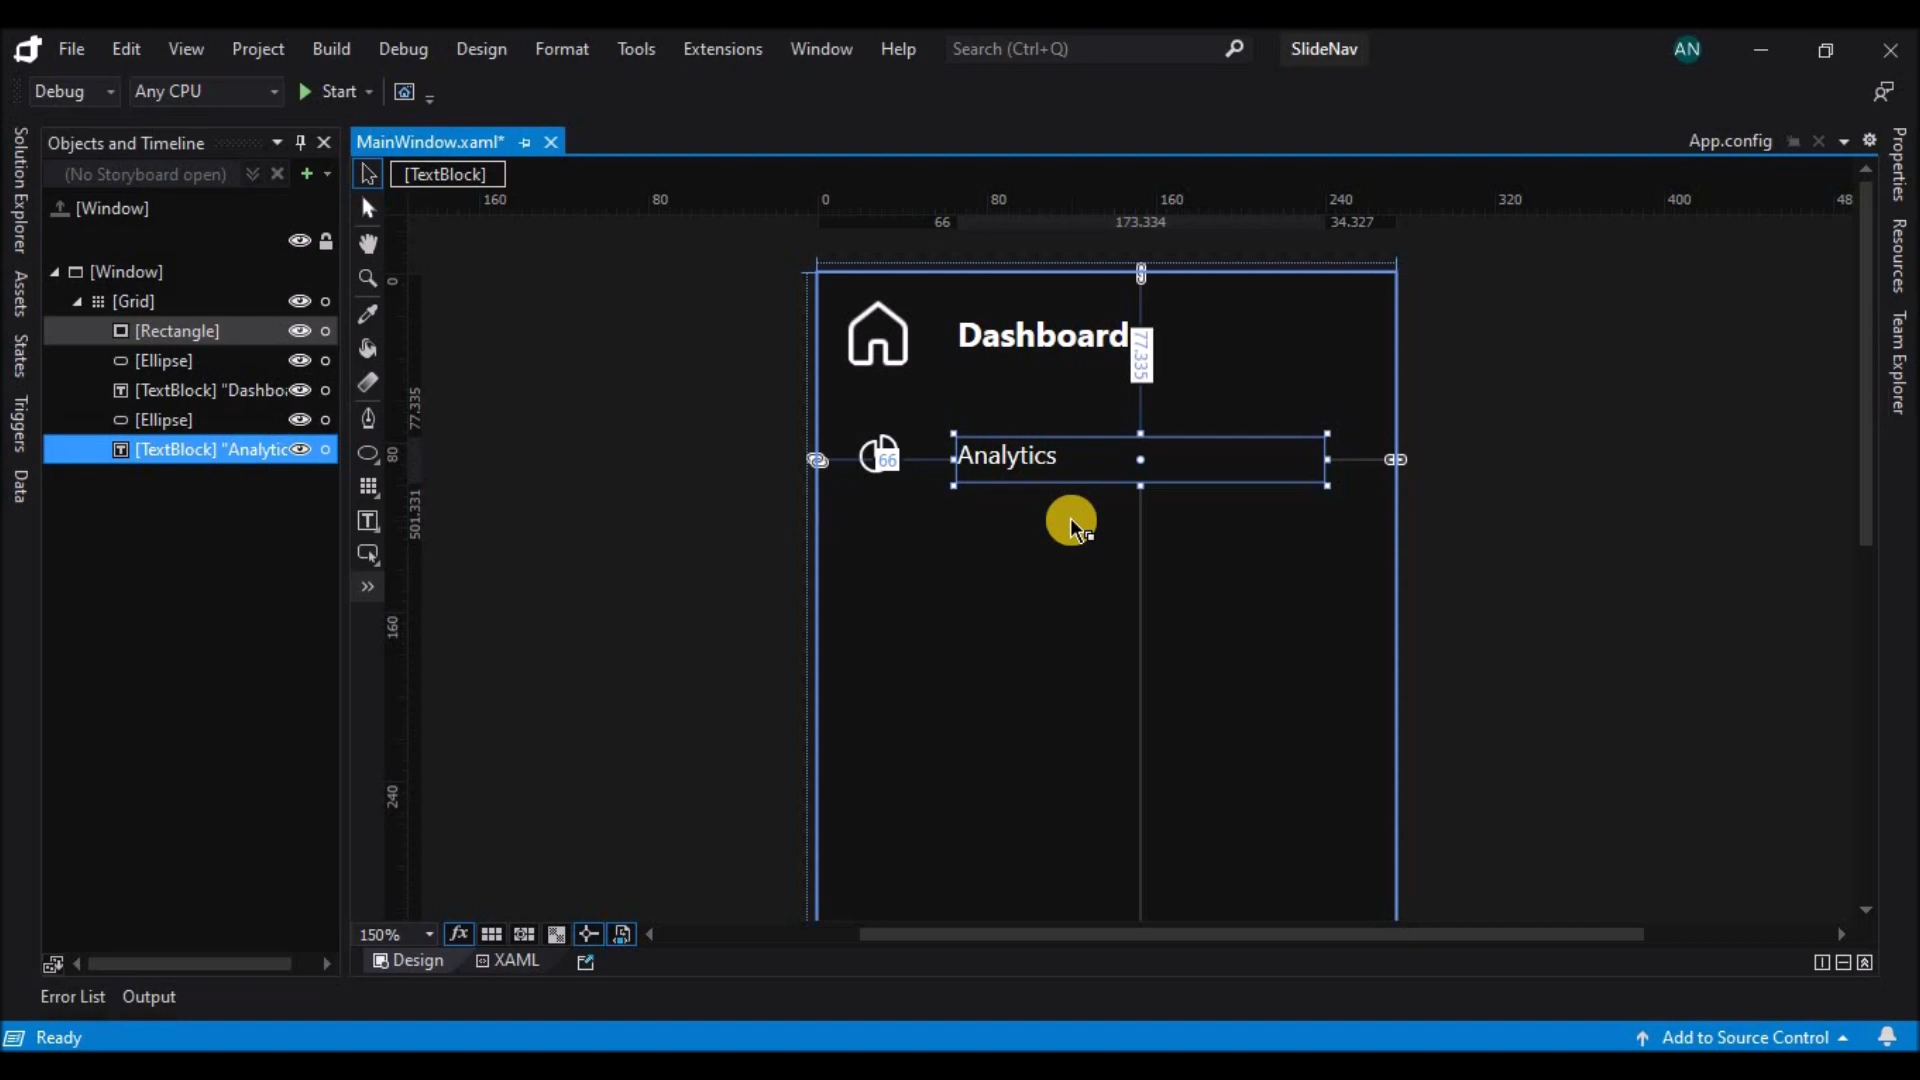 File Edit View Project Build Debug Design Format Tools Extensions Window Help Search (Ctrl+Q) SlideNav AN
Debug Any CPU Start
Solution Explorer
Assets
States
Triggers
Data
Objects and Timeline
(No Storyboard open)
[Window]
[Window]
[Grid]
[Rectangle]
[Ellipse]
[TextBlock] "Dashbo
[Ellipse]
[TextBlock] "Analytic
MainWindow.xaml*
App.config
[TextBlock]
160 80 0 80 160 240 320 400 48
66 173.334 34.327
0
77.335
80
501.331
160
240
Dashboard
77.335
66
Analytics
150%
fx
Design XAML
Properties
Resources
Team Explorer
Error List Output
Ready
Add to Source Control